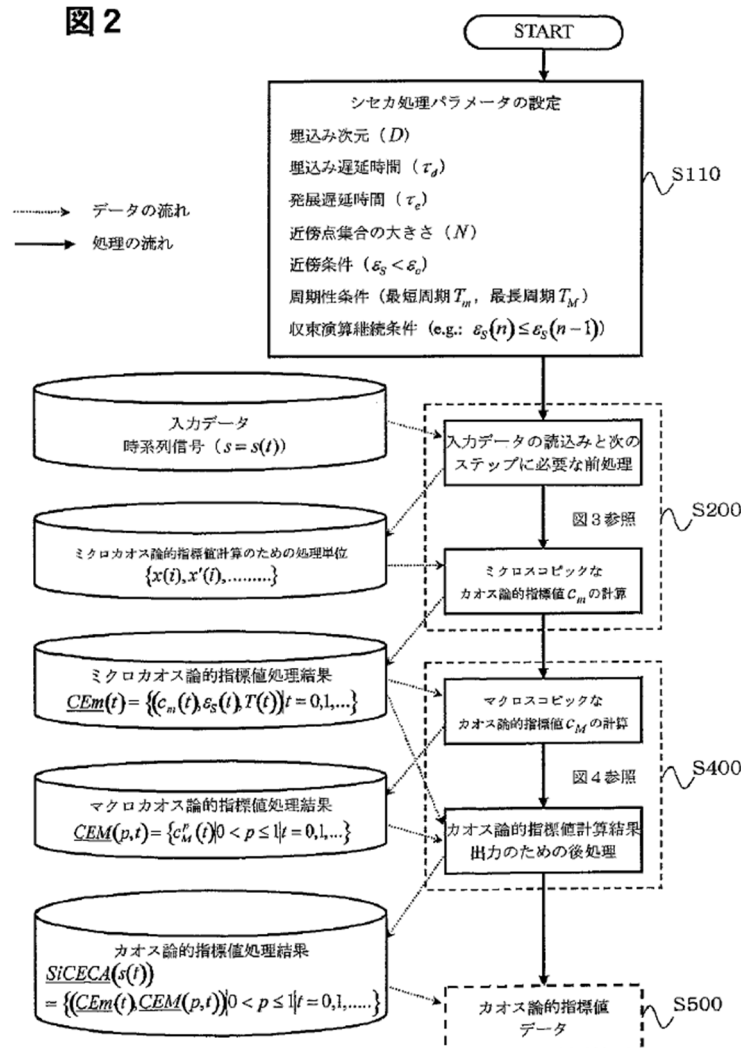 図2
START
シセカ処理パラメータの設定
埋込み次元 (D)
埋込み遅延時間 (τd)
発展遅延時間 (τe)
近傍点集合の大きさ (N)
近傍条件 (εS<εo)
周期性条件 (最短周期Tm, 最長周期TM)
収束演算継続条件 (e.g.: εS(n)≤εS(n−1))
S110
データの流れ
処理の流れ
入力データ
時系列信号 (s=s(t))
入力データの読込みと次の
ステップに必要な前処理
図3参照
S200
ミクロカオス論的指標値計算のための処理単位
{x(i),x'(i),.........}
ミクロスコピックな
カオス論的指標値cmの計算
ミクロカオス論的指標値処理結果
CEm(t)={(cm(t),εS(t),T(t))|t=0,1,...}
マクロスコピックな
カオス論的指標値cMの計算
図4参照
S400
マクロカオス論的指標値処理結果
CEM(p,t)={cM^p(t)|0<p≤1|t=0,1,...}
カオス論的指標値計算結果
出力のための後処理
カオス論的指標値処理結果
SiCECA(s(t))
={(CEm(t),CEM(p,t))|0<p≤1|t=0,1,.....}
カオス論的指標値
データ
S500